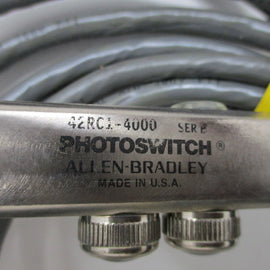 42RC1-4000 SER B
PHOTOSWITCH®
ALLEN-BRADLEY
MADE IN U.S.A.